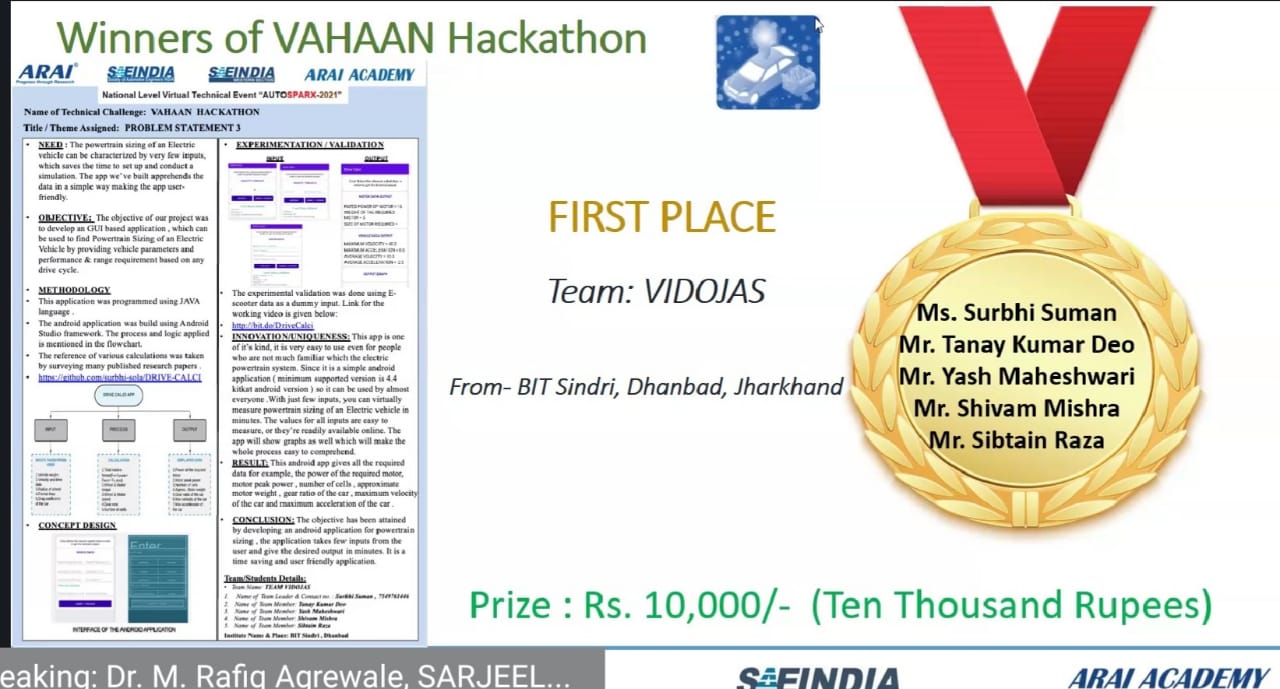 Winners of VAHAAN Hackathon
ARAI®
Progress through Research
SAEINDIA
SAEINDIA
ARAI ACADEMY
National Level Virtual Technical Event “AUTOSPARX-2021”
Name of Technical Challenge: VAHAAN HACKATHON
Title / Theme Assigned: PROBLEM STATEMENT 3
• NEED : The powertrain sizing of an Electric
vehicle can be characterized by very few inputs,
which saves the time to set up and conduct a
simulation. The app we've built apprehends the
data in a simple way making the app user-
friendly.
• OBJECTIVE: The objective of our project was
to develop an GUI based application , which can
be used to find Powertrain Sizing of an Electric
Vehicle by providing vehicle parameters and
performance & range requirement based on any
drive cycle.
• METHODOLOGY
• This application was programmed using JAVA
language .
• The android application was build using Android
Studio framework. The process and logic applied
is mentioned in the flowchart.
• The reference of various calculations was taken
by surveying many published research papers .
• https://github.com/surbhi-sola/DRIVE-CALCI
DRIVE CALCI APP
INPUT
PROCESS
OUTPUT
• CONCEPT DESIGN
Enter
INTERFACE OF THE ANDROID APPLICATION
• EXPERIMENTATION / VALIDATION
INPUT
OUTPUT
• The experimental validation was done using E-
scooter data as a dummy input. Link for the
working video is given below:
• http://bit.do/DriveCalci
• INNOVATION/UNIQUENESS: This app is one
of it's kind, it is very easy to use even for people
who are not much familiar which the electric
powertrain system. Since it is a simple android
application ( minimum supported version is 4.4
kitkat android version ) so it can be used by almost
everyone .With just few inputs, you can virtually
measure powertrain sizing of an Electric vehicle in
minutes. The values for all inputs are easy to
measure, or they're readily available online. The
app will show graphs as well which will make the
whole process easy to comprehend.
• RESULT: This android app gives all the required
data for example, the power of the required motor,
motor peak power , number of cells , approximate
motor weight , gear ratio of the car , maximum velocity
of the car and maximum acceleration of the car .
• CONCLUSION: The objective has been attained
by developing an android application for powertrain
sizing , the application takes few inputs from the
user and give the desired output in minutes. It is a
time saving and user friendly application.
Team/Students Details:
• Team Name: TEAM VIDOJAS
1. Name of Team Leader & Contact no : Surbhi Suman , 7549761446
2. Name of Team Member: Tanay Kumar Deo
3. Name of Team Member: Yash Maheshwari
4. Name of Team Member: Shivam Mishra
5. Name of Team Member: Sibtain Raza
Institute Name & Place: BIT Sindri , Dhanbad
FIRST PLACE
Team: VIDOJAS
From- BIT Sindri, Dhanbad, Jharkhand
Ms. Surbhi Suman
Mr. Tanay Kumar Deo
Mr. Yash Maheshwari
Mr. Shivam Mishra
Mr. Sibtain Raza
Prize : Rs. 10,000/- (Ten Thousand Rupees)
eaking: Dr. M. Rafiq Agrewale, SARJEEL...
SAEINDIA
ARAI ACADEMY